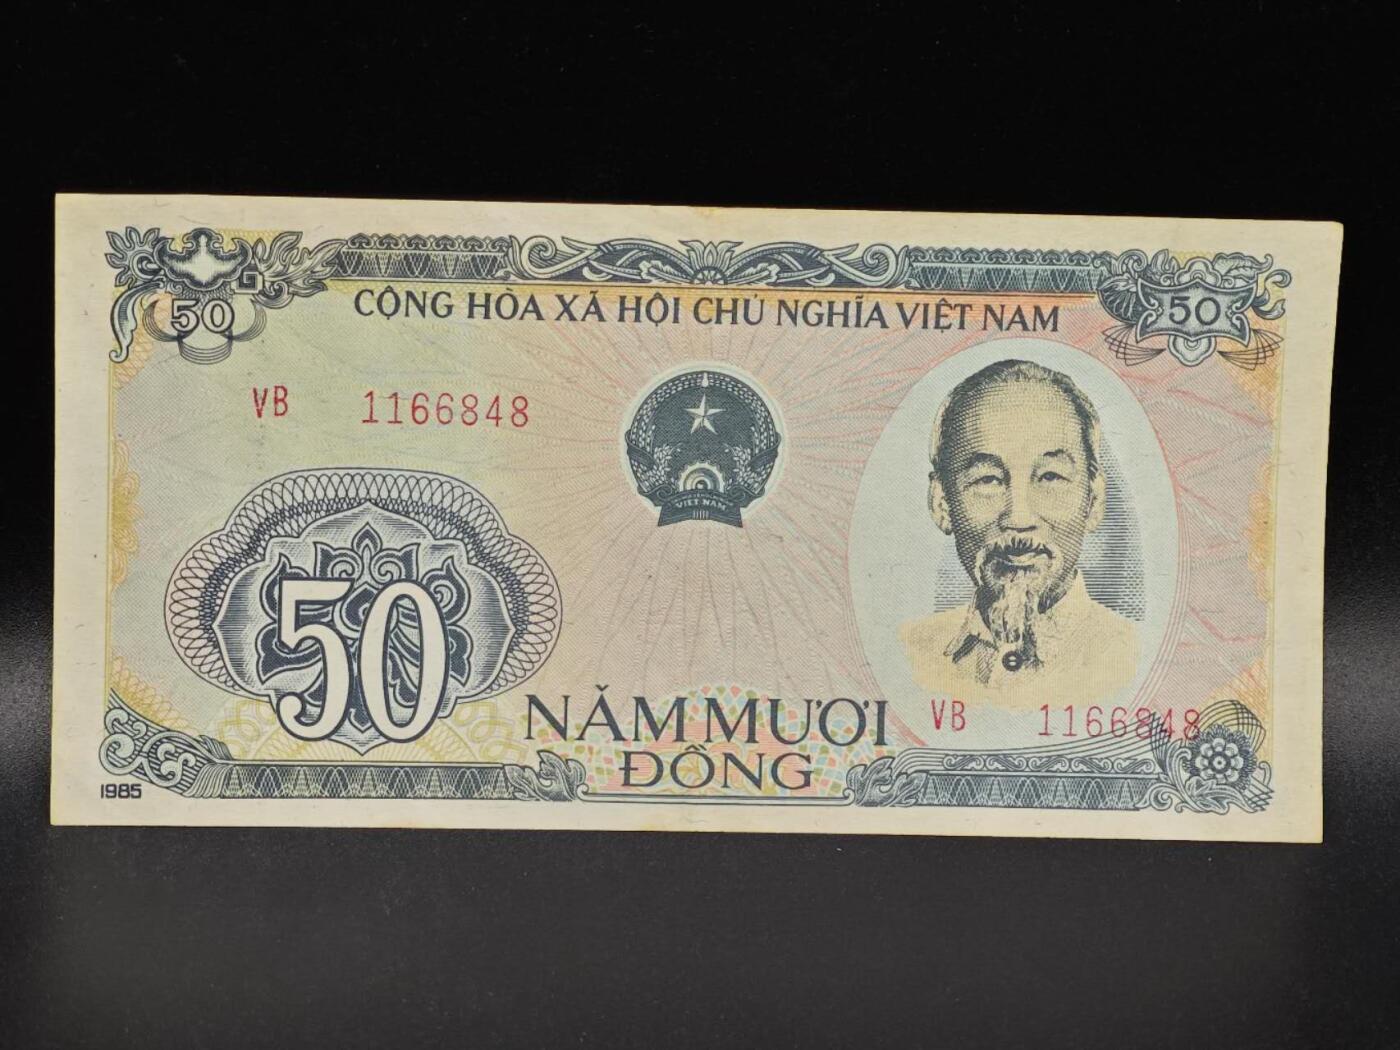 CỘNG HÒA XÃ HỘI CHỦ NGHĨA VIỆT NAM
50
50
VB 1166848
VIỆT NAM
50
NĂM MƯƠI
ĐỒNG
VB 1166848
1985